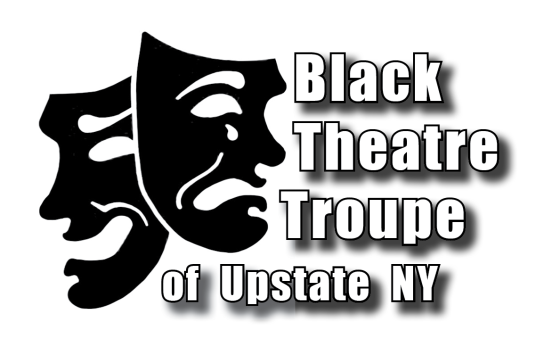 Black
Theatre
Troupe
of Upstate NY